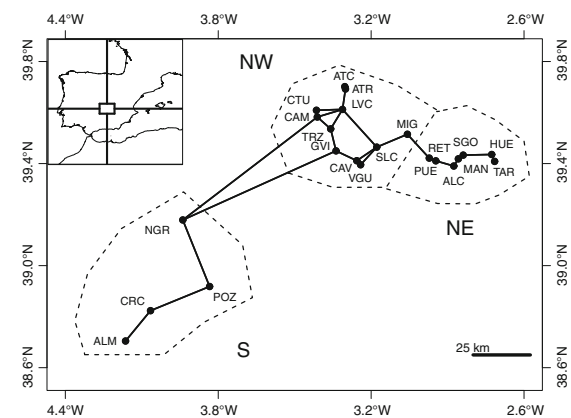 4.4°W 3.8°W 3.2°W 2.6°W
39.8°N 39.8°N
NW
ATC
ATR
CTU LVC
CAM
MIG
TRZ
GVI SLC
SGO HUE
RET
CAV
PUE MAN TAR
VGU
ALC
39.4°N 39.4°N
NGR
NE
39.0°N 39.0°N
CRC POZ
ALM
S
25 km
38.6°N 38.6°N
4.4°W 3.8°W 3.2°W 2.6°W